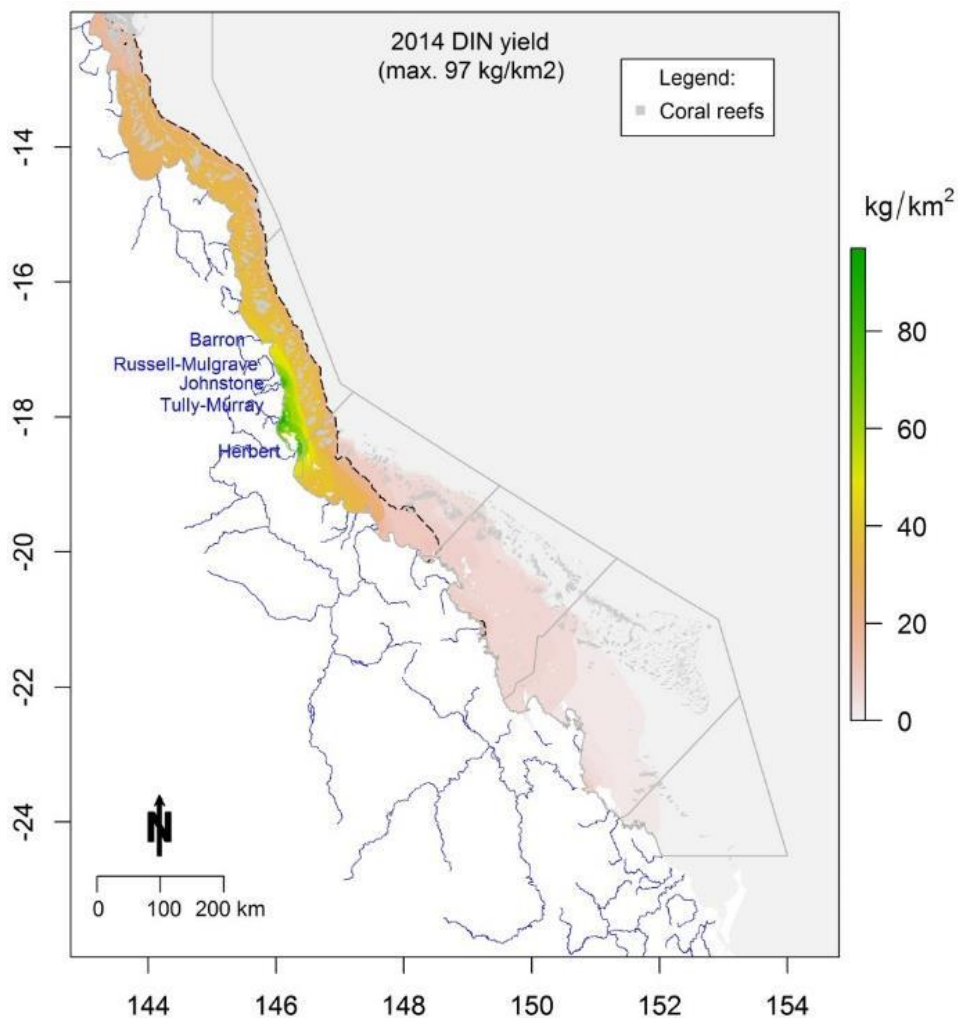 2014 DIN yield
(max. 97 kg/km2)
Legend:
Coral reefs
-14
-16
-18
-20
-22
-24
kg/km²
80
60
40
20
0
Barron
Russell-Mulgrave
Johnstone
Tully-Murray
Herbert
N
0 100 200 km
144 146 148 150 152 154